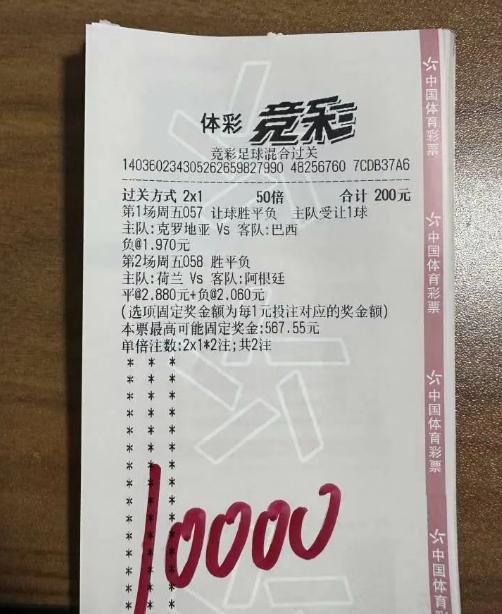 体彩 竞彩
竞彩足球混合过关
140360234305262659827990 48256760 7CDB37A6
过关方式 2x1 50倍 合计 200元
第1场周五057 让球胜平负 主队受让1球
主队:克罗地亚 Vs 客队:巴西
负@1.970元
第2场周五058 胜平负
主队:荷兰 Vs 客队:阿根廷
平@2.880元+负@2.060元
(选项固定奖金额为每1元投注对应的奖金额)
本票最高可能固定奖金:567.55元
单倍注数:2x1*2注;共2注
10000
中国体育彩票
中国体育彩票
中国体育彩票
中国体育彩票